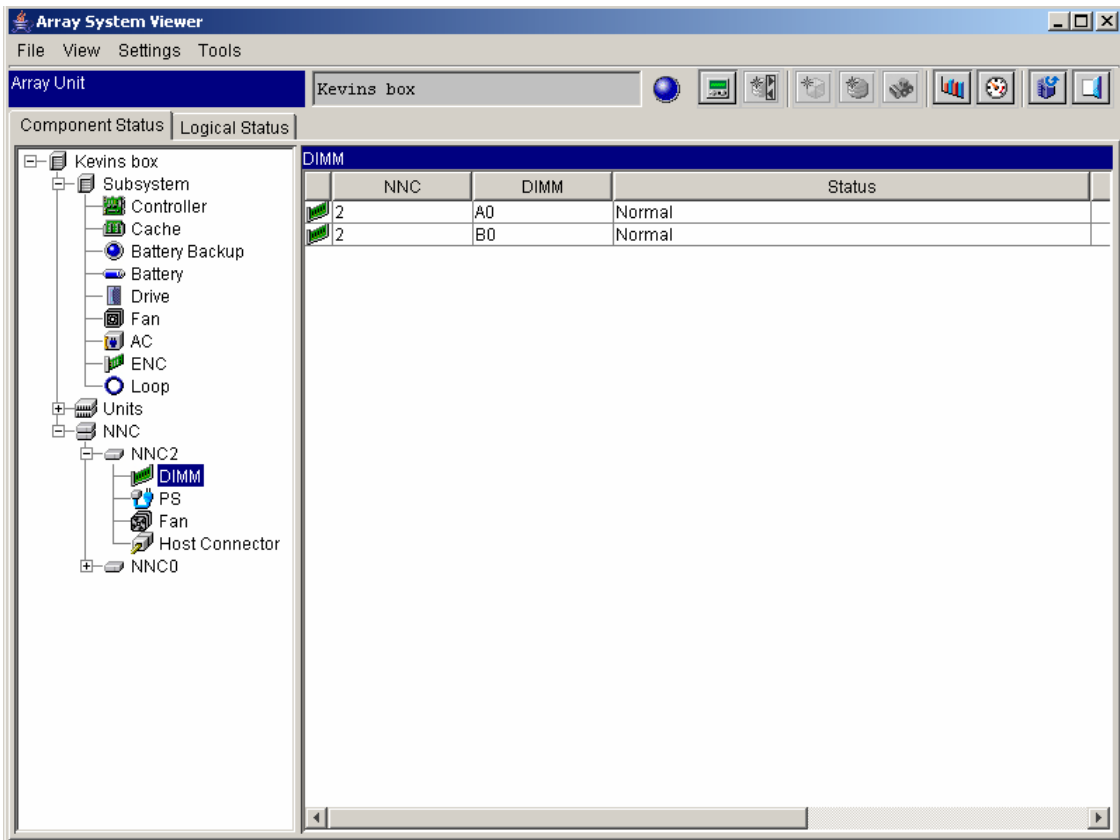 Array System Viewer
File View Settings Tools
Array Unit
Kevins box
Component Status
Logical Status
Kevins box
Subsystem
Controller
Cache
Battery Backup
Battery
Drive
Fan
AC
ENC
Loop
Units
NNC
NNC2
DIMM
PS
Fan
Host Connector
NNC0
DIMM
NNC DIMM Status
2 A0 Normal
2 B0 Normal